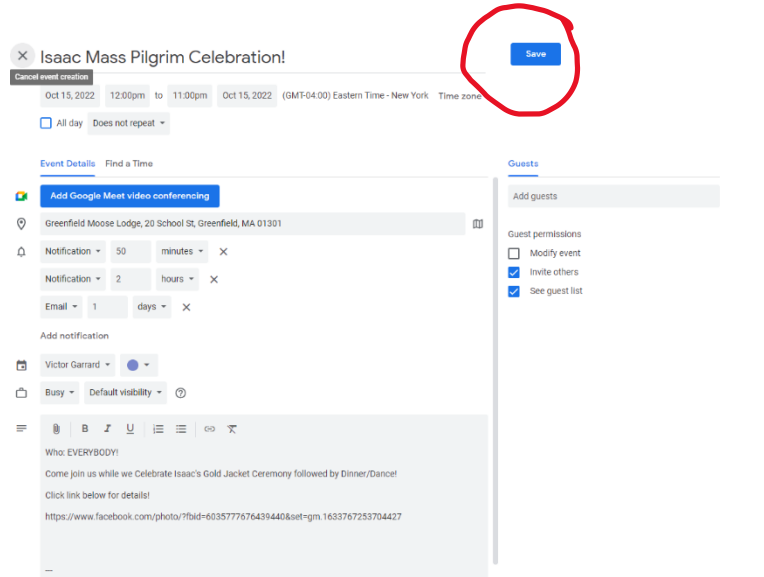 Isaac Mass Pilgrim Celebration!
Save
Cancel event creation
Oct 15, 2022 12:00pm to 11:00pm Oct 15, 2022 (GMT-04:00) Eastern Time - New York Time zone
All day Does not repeat
Event Details Find a Time
Guests
Add Google Meet video conferencing
Add guests
Greenfield Moose Lodge, 20 School St, Greenfield, MA 01301
Guest permissions
Notification 50 minutes
Modify event
Invite others
Notification 2 hours
See guest list
Email 1 days
Add notification
Victor Garrard
Busy Default visibility
B I U
Who: EVERYBODY!
Come join us while we Celebrate Isaac's Gold Jacket Ceremony followed by Dinner/Dance!
Click link below for details!
https://www.facebook.com/photo/?fbid=6035777676439440&set=gm.1633767253704427